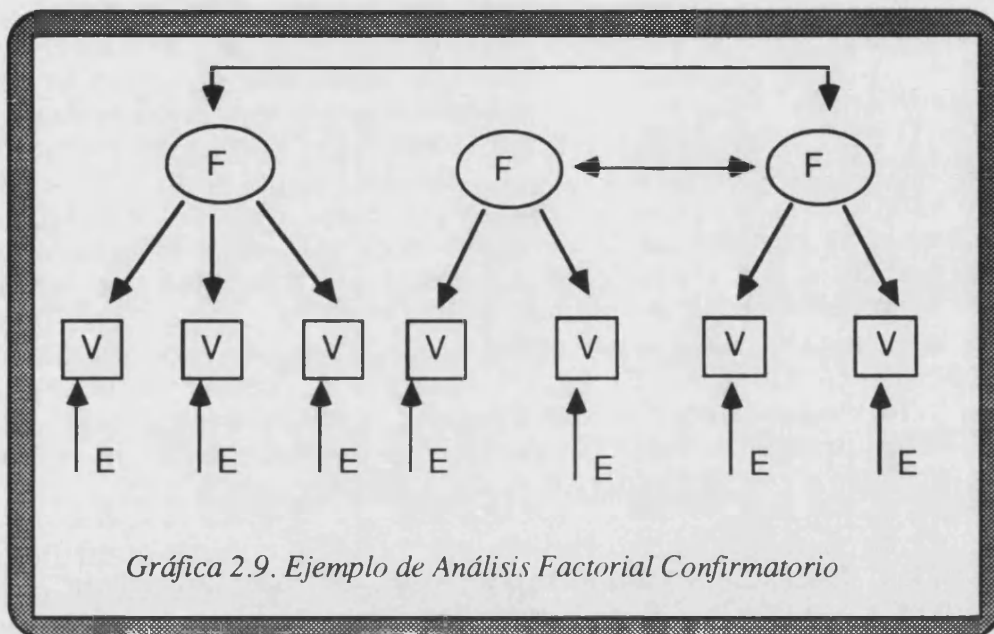 F F F
V V V V V V V
E E E E E E E
Gráfica 2.9. Ejemplo de Análisis Factorial Confirmatorio